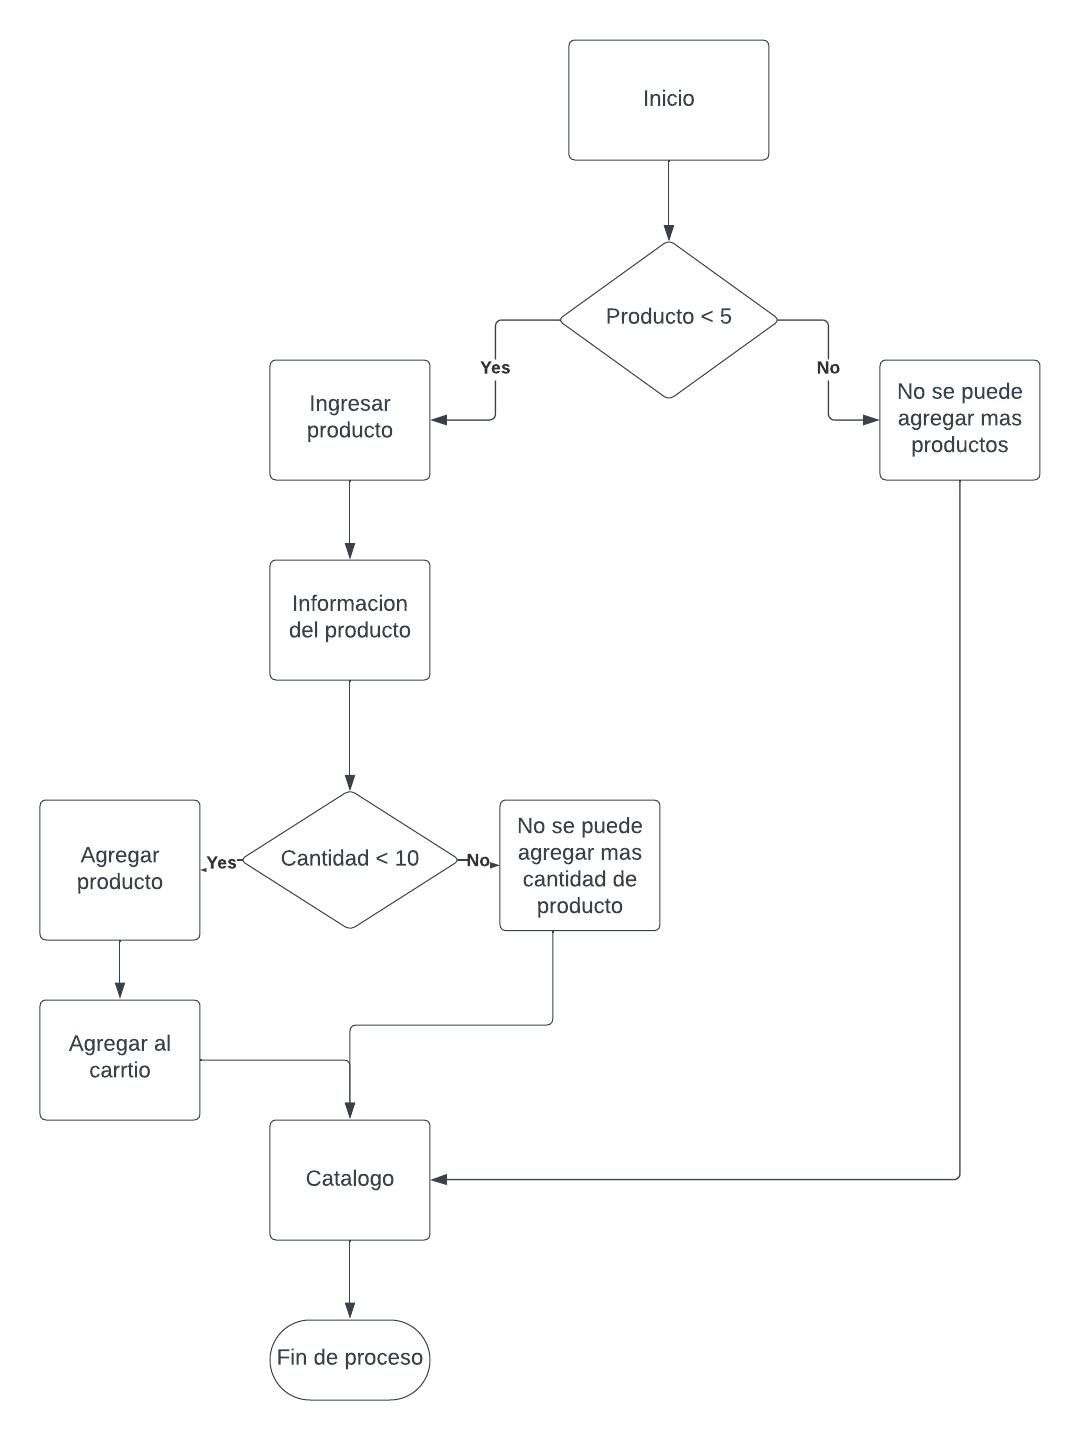 Inicio
Producto < 5
Yes
No
Ingresar
producto
No se puede
agregar mas
productos
Informacion
del producto
Cantidad < 10
Yes
No
Agregar
producto
No se puede
agregar mas
cantidad de
producto
Agregar al
carrtio
Catalogo
Fin de proceso